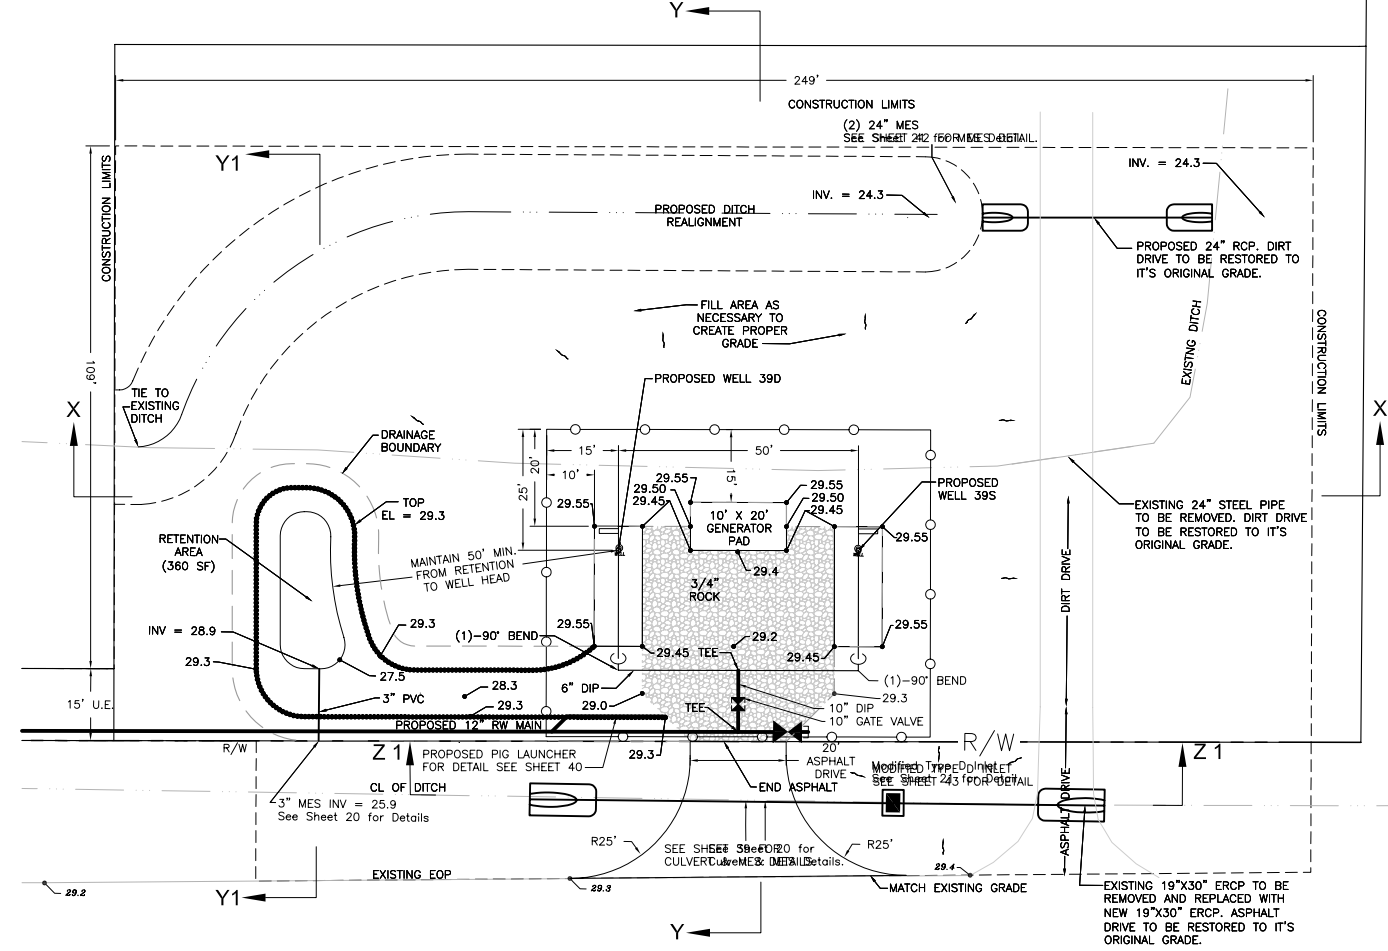 Y
249'
CONSTRUCTION LIMITS
(2) 24" MES
Y1
CONSTRUCTION LIMITS
INV. = 24.3
INV. = 24.3
PROPOSED DITCH
REALIGNMENT
PROPOSED 24" RCP. DIRT
DRIVE TO BE RESTORED TO
IT'S ORIGINAL GRADE.
FILL AREA AS
NECESSARY TO
CREATE PROPER
GRADE
EXISTNG DITCH
CONSTRUCTION LIMITS
109'
PROPOSED WELL 39D
TIE TO
EXISTING
DITCH
X
X
DRAINAGE
BOUNDARY
15'
50'
20'
10'
15'
25'
29.55
29.55
29.50
29.50
29.45
29.45
29.55
29.55
PROPOSED
WELL 39S
TOP
EL = 29.3
10' X 20'
GENERATOR
PAD
EXISTING 24" STEEL PIPE
TO BE REMOVED. DIRT DRIVE
TO BE RESTORED TO IT'S
ORIGINAL GRADE.
RETENTION
AREA
(360 SF)
MAINTAIN 50' MIN.
FROM RETENTION
TO WELL HEAD
29.4
3/4"
ROCK
DIRT DRIVE
INV = 28.9
29.3
(1)-90° BEND
29.55
29.2
29.55
29.3
29.45
TEE
29.45
27.5
6" DIP
(1)-90° BEND
28.3
3" PVC
29.3
29.0
29.3
10" DIP
15' U.E.
TEE
10" GATE VALVE
PROPOSED 12" RW MAIN
R/W
Z1
PROPOSED PIG LAUNCHER
FOR DETAIL SEE SHEET 40
29.3
20'
ASPHALT
DRIVE
R/W
Z1
CL OF DITCH
END ASPHALT
ASPHALT DRIVE
3" MES INV = 25.9
See Sheet 20 for Details
R25'
R25'
EXISTING EOP
29.2
29.3
29.4
MATCH EXISTING GRADE
Y1
EXISTING 19"X30" ERCP TO BE
REMOVED AND REPLACED WITH
NEW 19"X30" ERCP. ASPHALT
DRIVE TO BE RESTORED TO IT'S
ORIGINAL GRADE.
Y